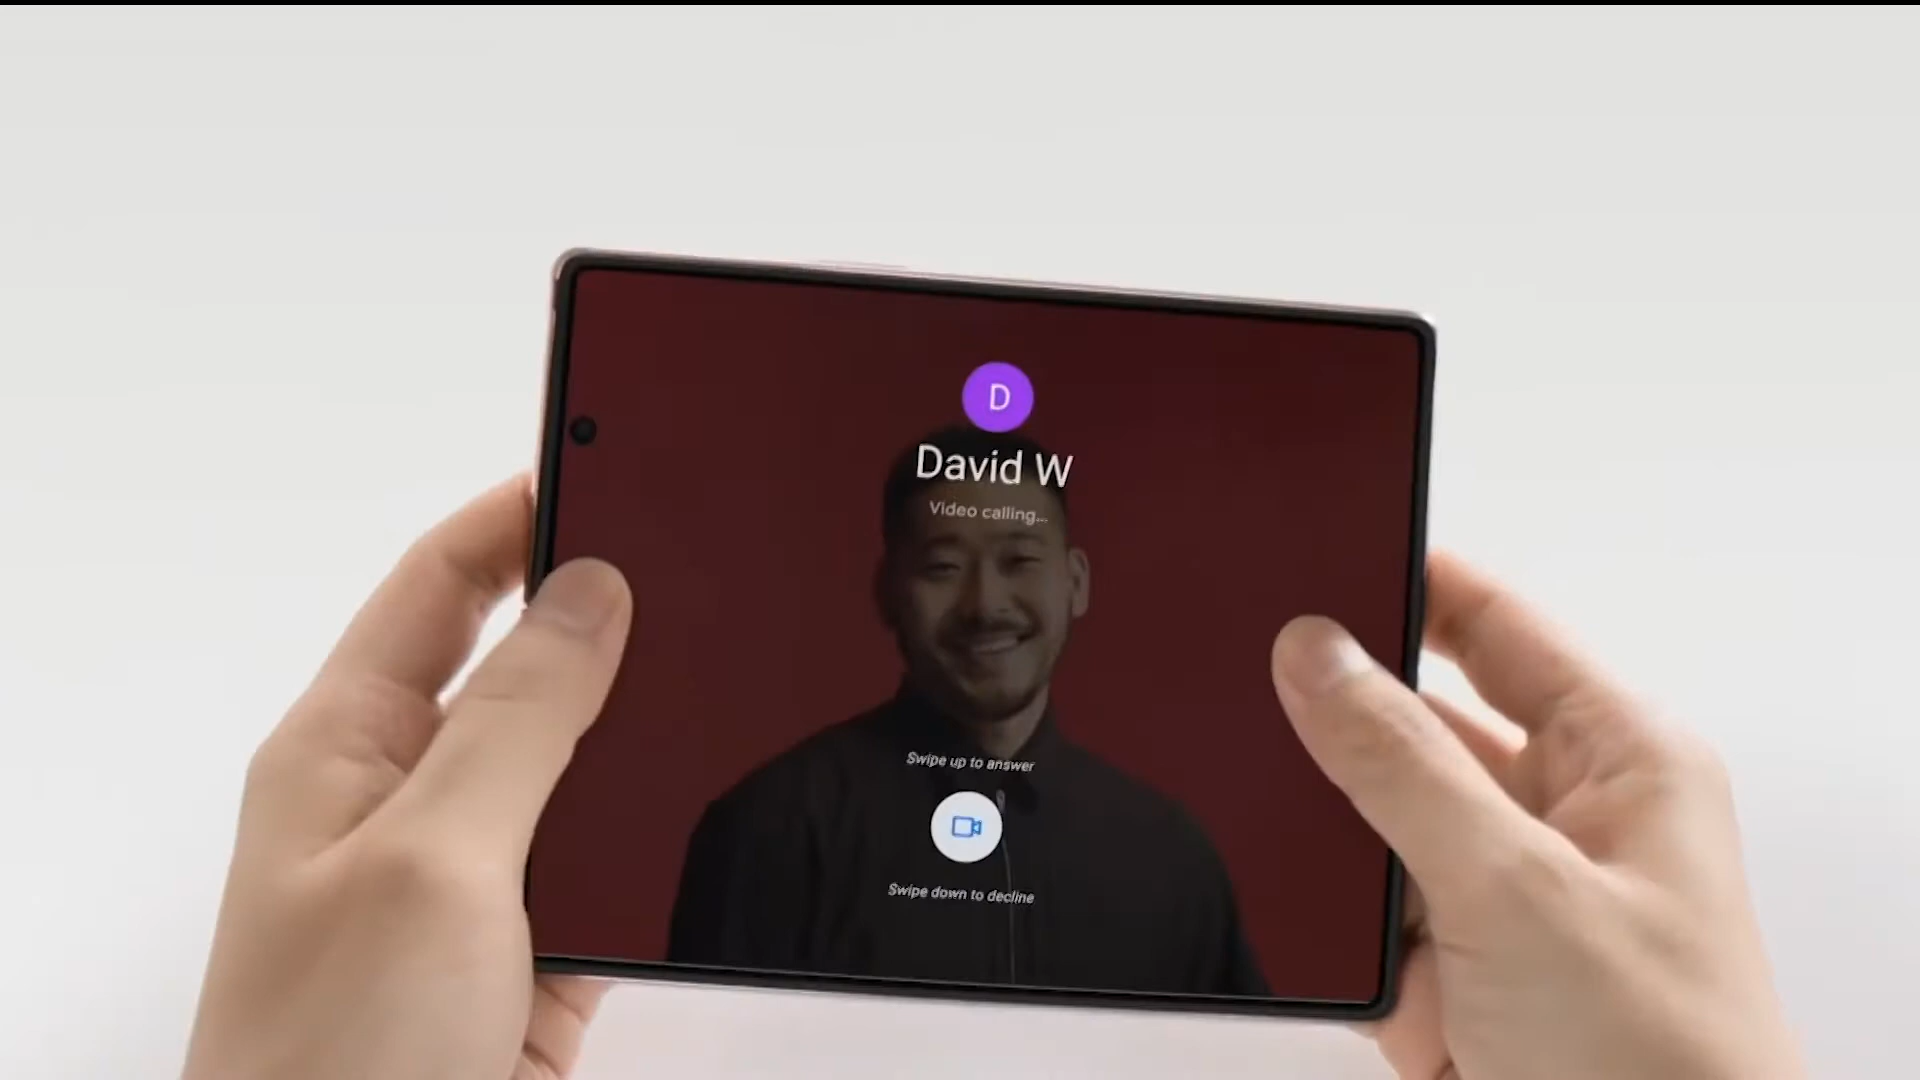 D
David W
Video calling...
Swipe up to answer
Swipe down to decline